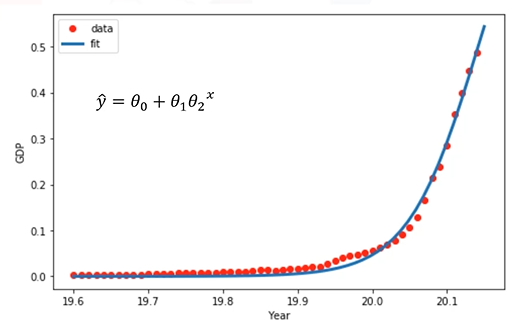 data
fit
ŷ = θ₀ + θ₁θ₂ˣ
GDP
0.5
0.4
0.3
0.2
0.1
0.0
19.6 19.7 19.8 19.9 20.0 20.1
Year